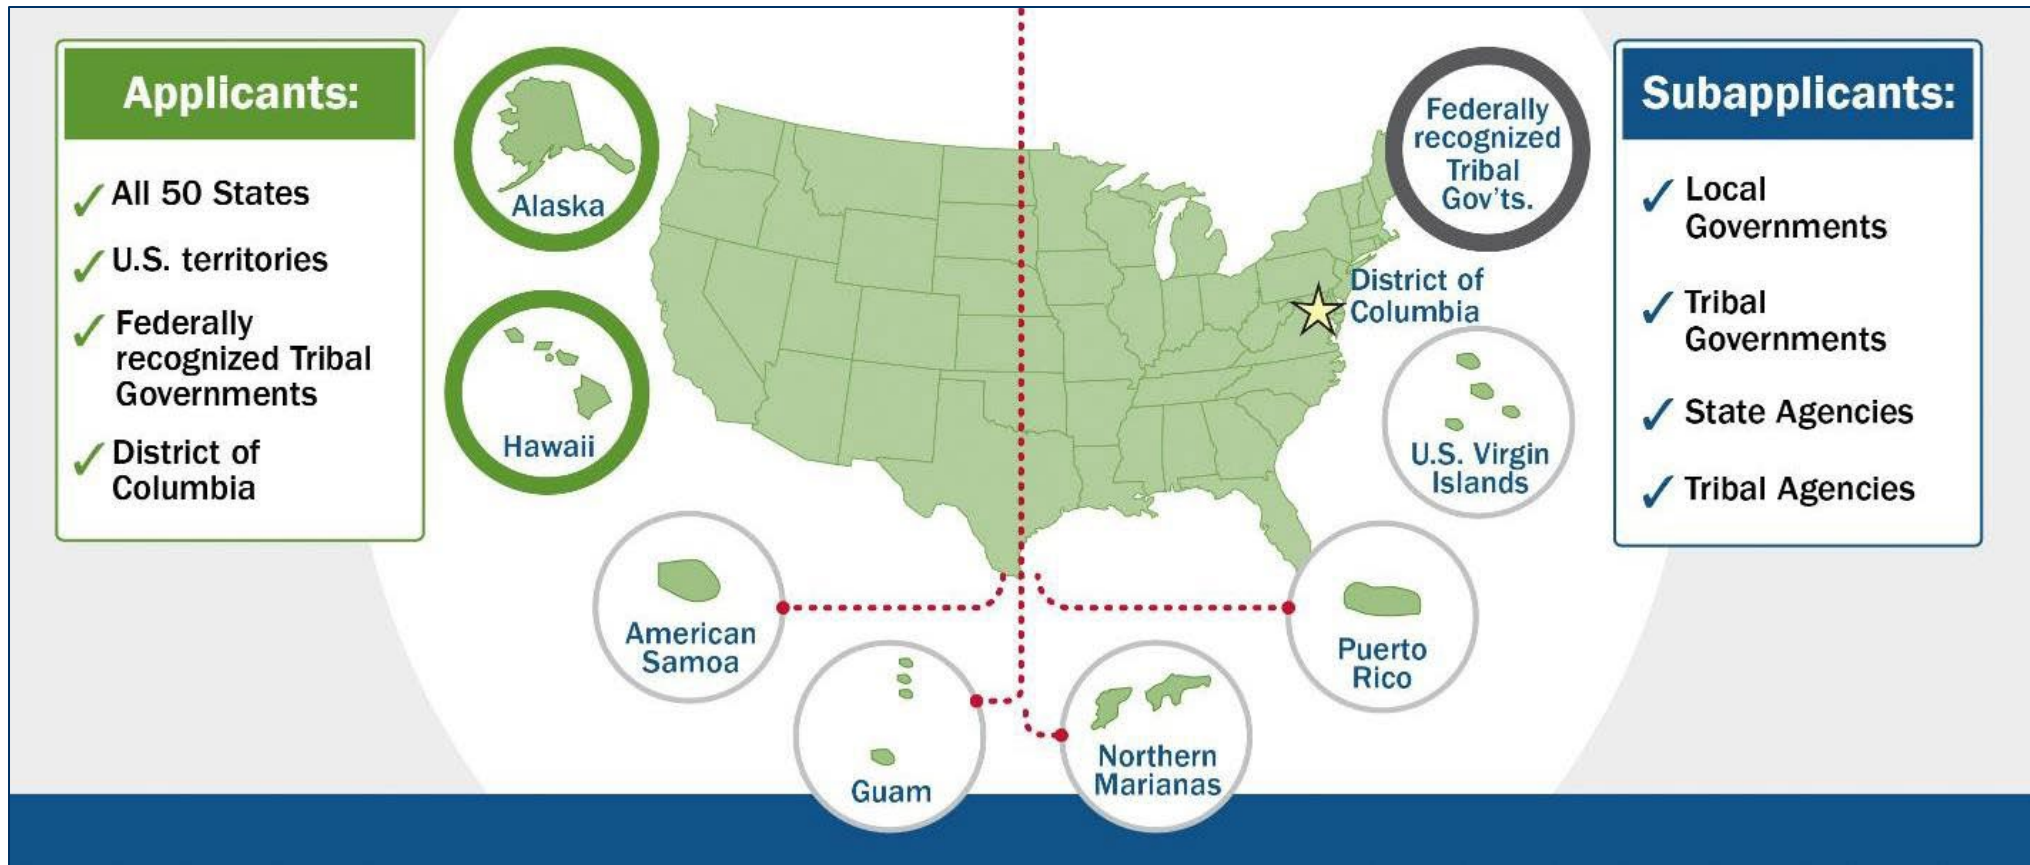 Applicants:
All 50 States
U.S. territories
Federally
recognized Tribal
Governments
District of
Columbia
Alaska
Hawaii
American
Samoa
Guam
Northern
Marianas
Puerto
Rico
U.S. Virgin
Islands
District of
Columbia
Federally
recognized
Tribal
Gov'ts.
Subapplicants:
Local
Governments
Tribal
Governments
State Agencies
Tribal Agencies